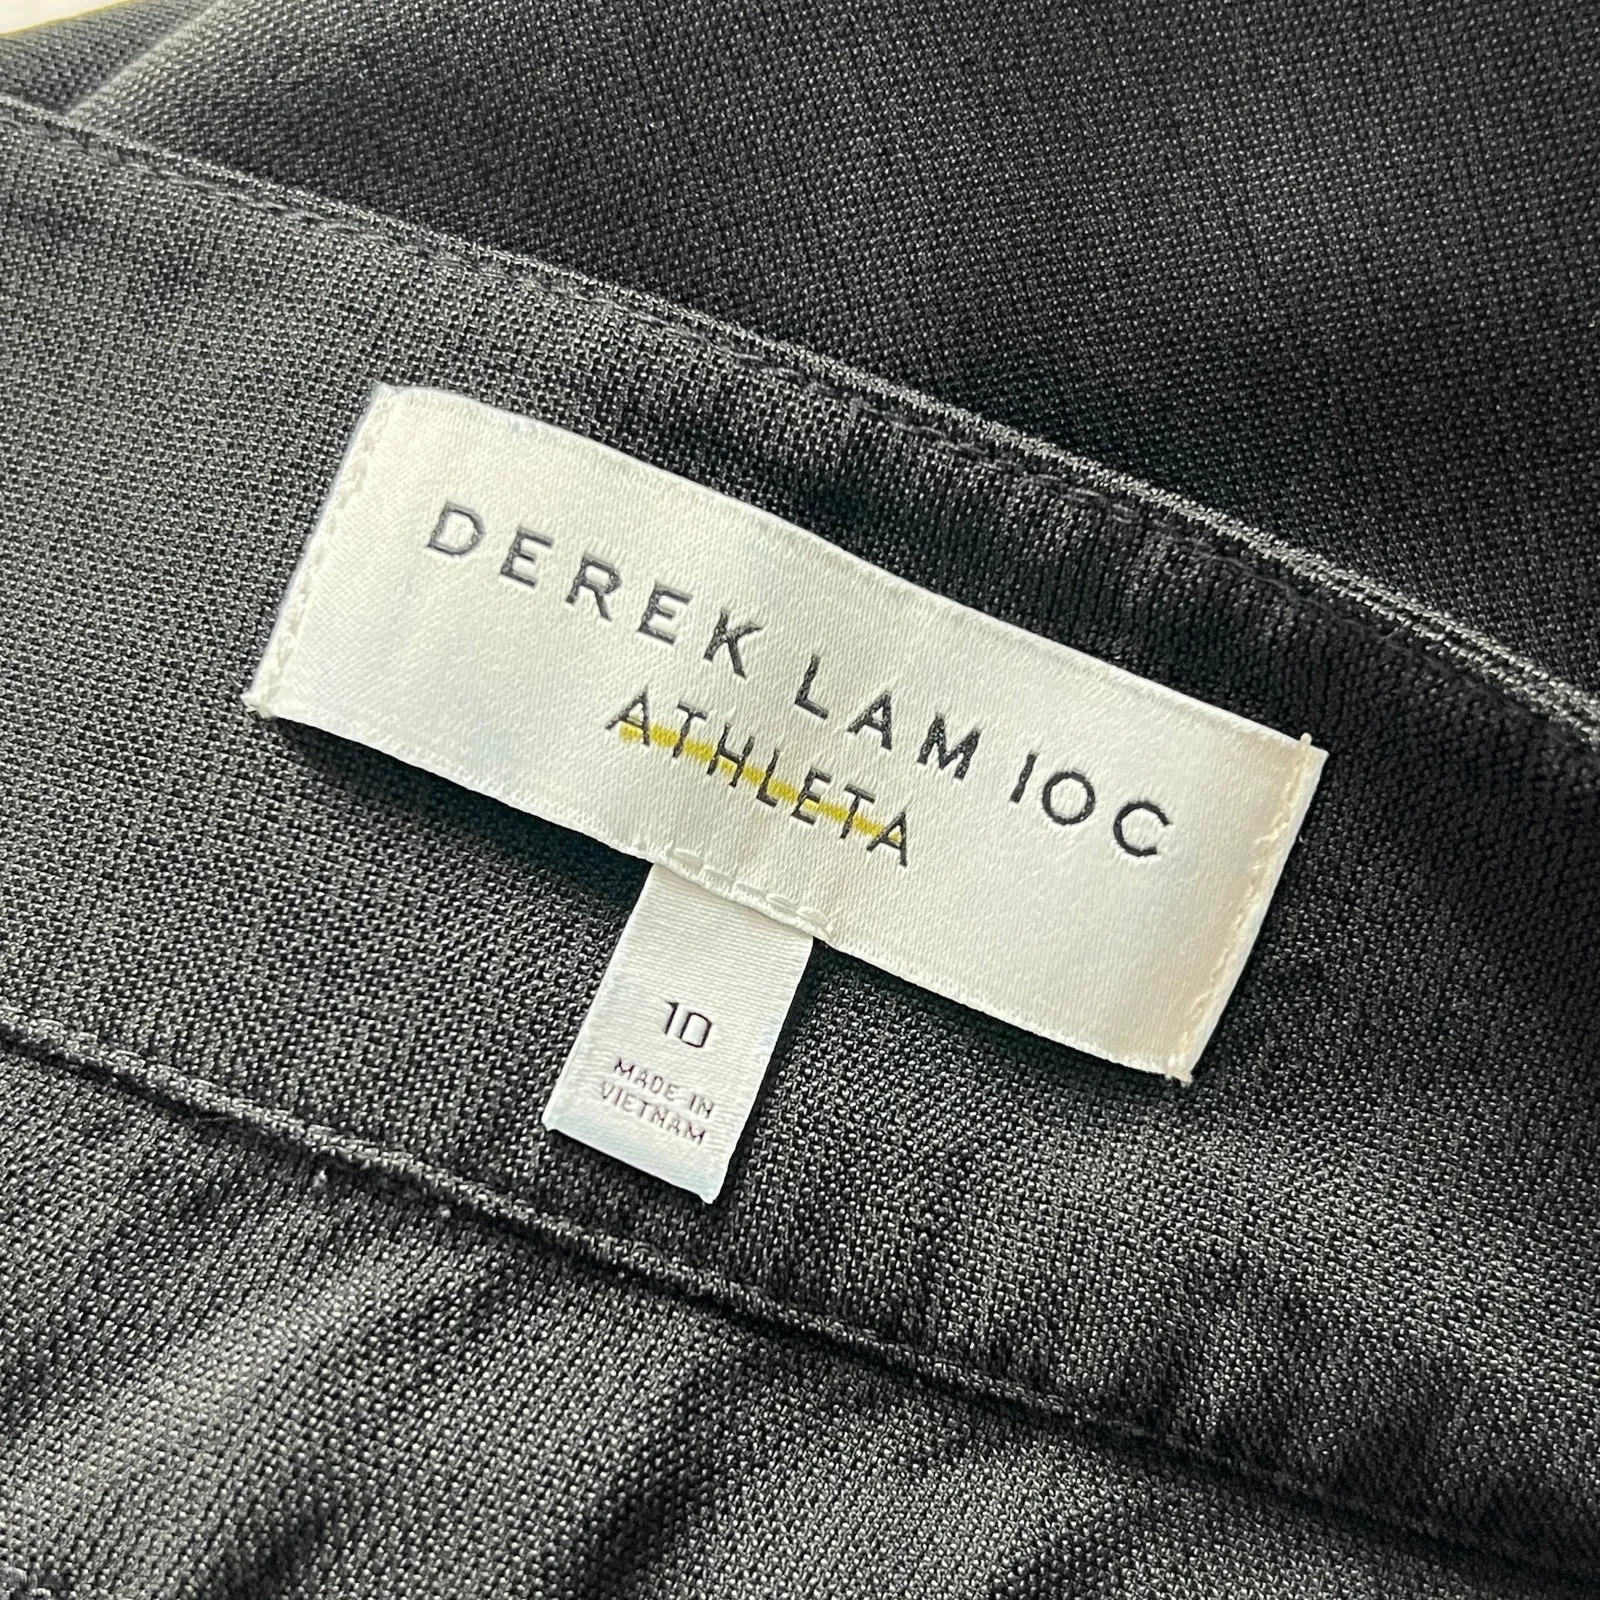 DEREK LAM 10C
ATHLETA
10
MADE IN
VIETNAM